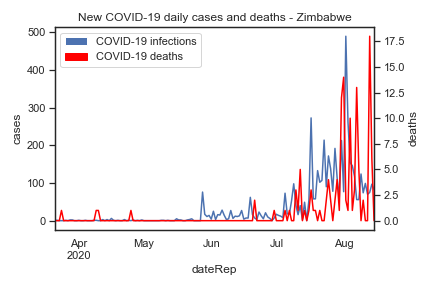 New COVID-19 daily cases and deaths - Zimbabwe
COVID-19 infections
COVID-19 deaths
500
400
300
200
100
0
cases
17.5
15.0
12.5
10.0
7.5
5.0
2.5
0.0
deaths
Apr
2020
May
Jun
Jul
Aug
dateRep